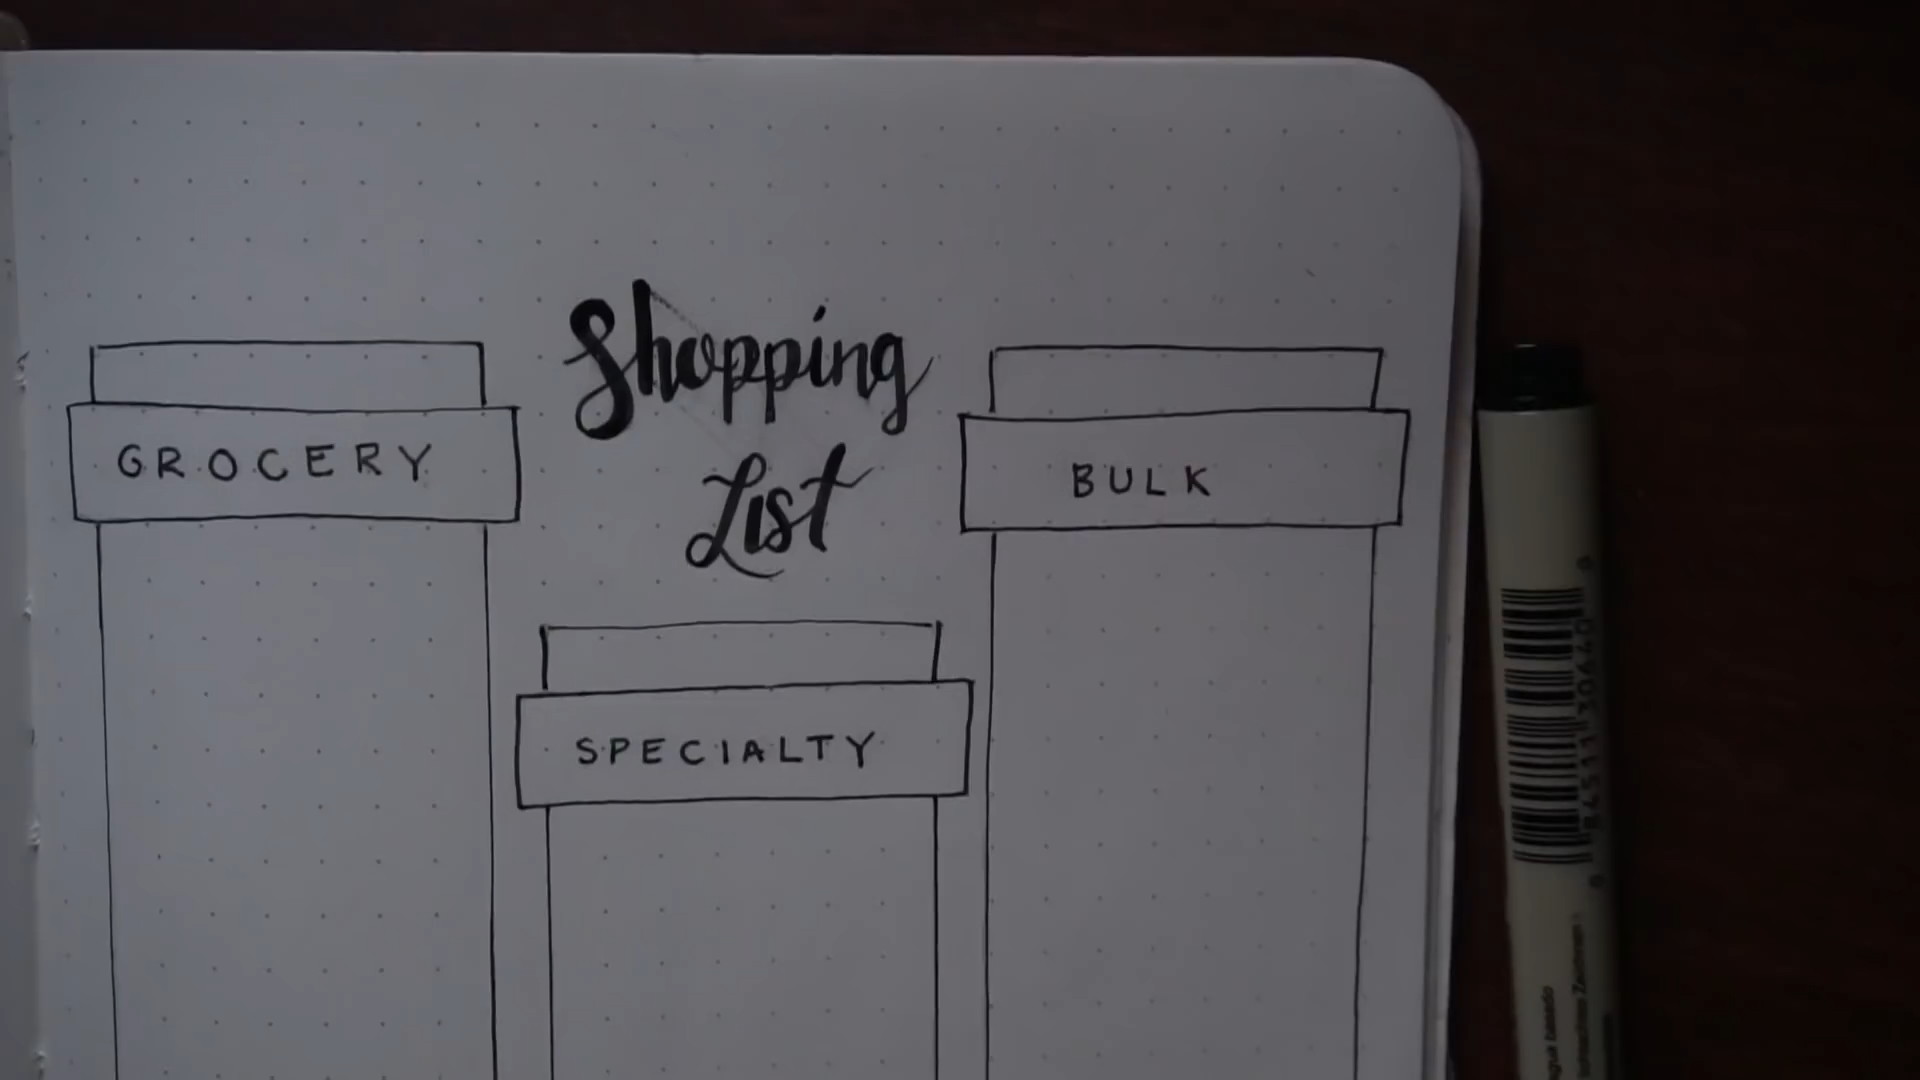 Shopping
List
GROCERY
BULK
SPECIALTY